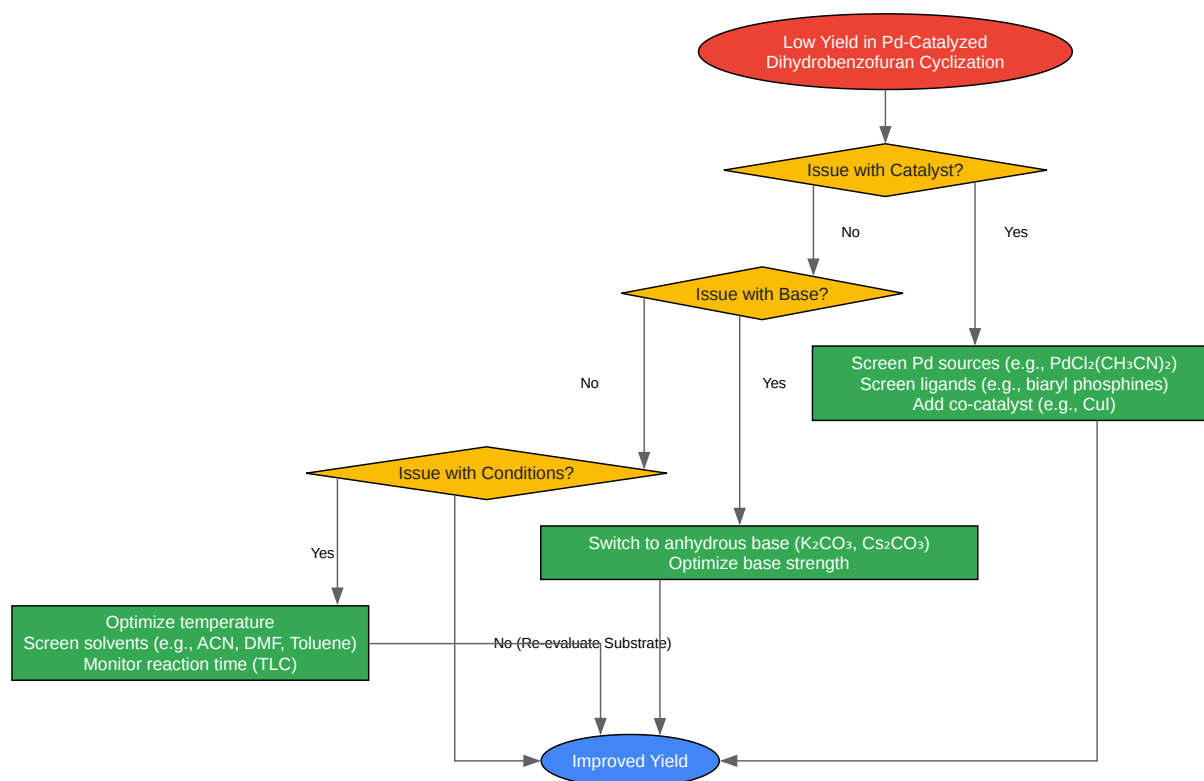 Low Yield in Pd-Catalyzed
Dihydrobenzofuran Cyclization
Issue with Catalyst?
No
Yes
Issue with Base?
Screen Pd sources (e.g., PdCl₂(CH₃CN)₂)
Screen ligands (e.g., biaryl phosphines)
Add co-catalyst (e.g., CuI)
No
Yes
Issue with Conditions?
Switch to anhydrous base (K₂CO₃, Cs₂CO₃)
Optimize base strength
Yes
Optimize temperature
Screen solvents (e.g., ACN, DMF, Toluene)
Monitor reaction time (TLC)
No (Re-evaluate Substrate)
Improved Yield